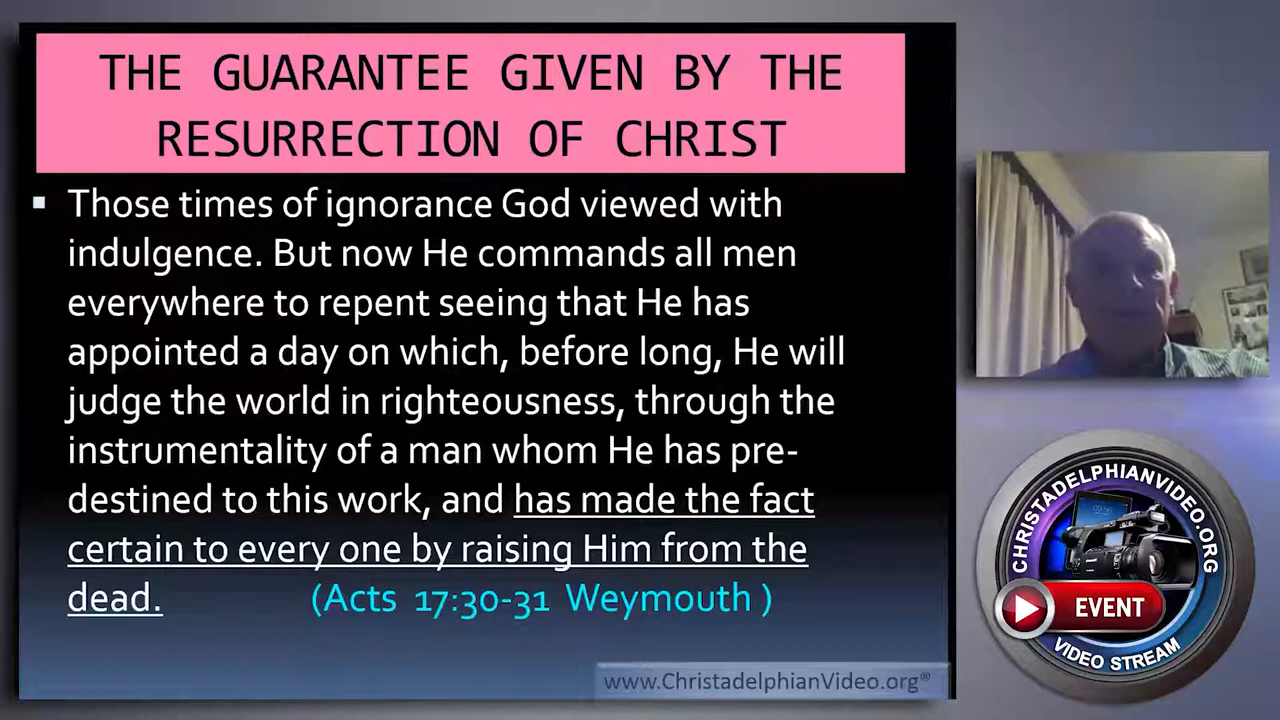 THE GUARANTEE GIVEN BY THE
RESURRECTION OF CHRIST
▪ Those times of ignorance God viewed with
indulgence. But now He commands all men
everywhere to repent seeing that He has
appointed a day on which, before long, He will
judge the world in righteousness, through the
instrumentality of a man whom He has pre-
destined to this work, and has made the fact
certain to every one by raising Him from the
dead. (Acts 17:30-31 Weymouth )
www.ChristadelphianVideo.org®
CHRISTADELPHIANVIDEO.ORG
EVENT
VIDEO STREAM